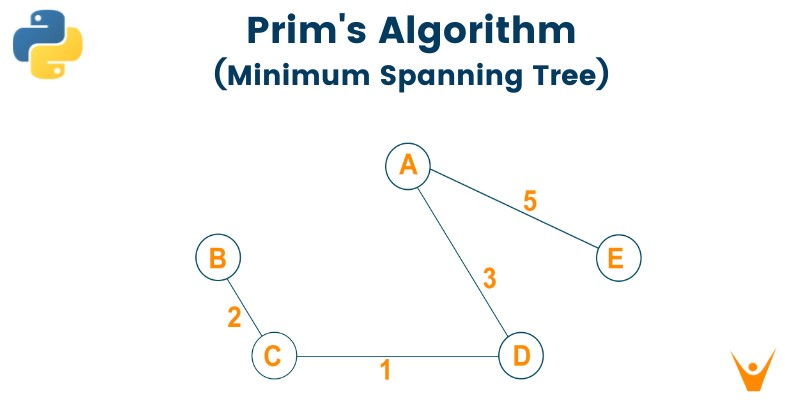 Prim's Algorithm
(Minimum Spanning Tree)
A
5
B
E
3
2
C
D
1